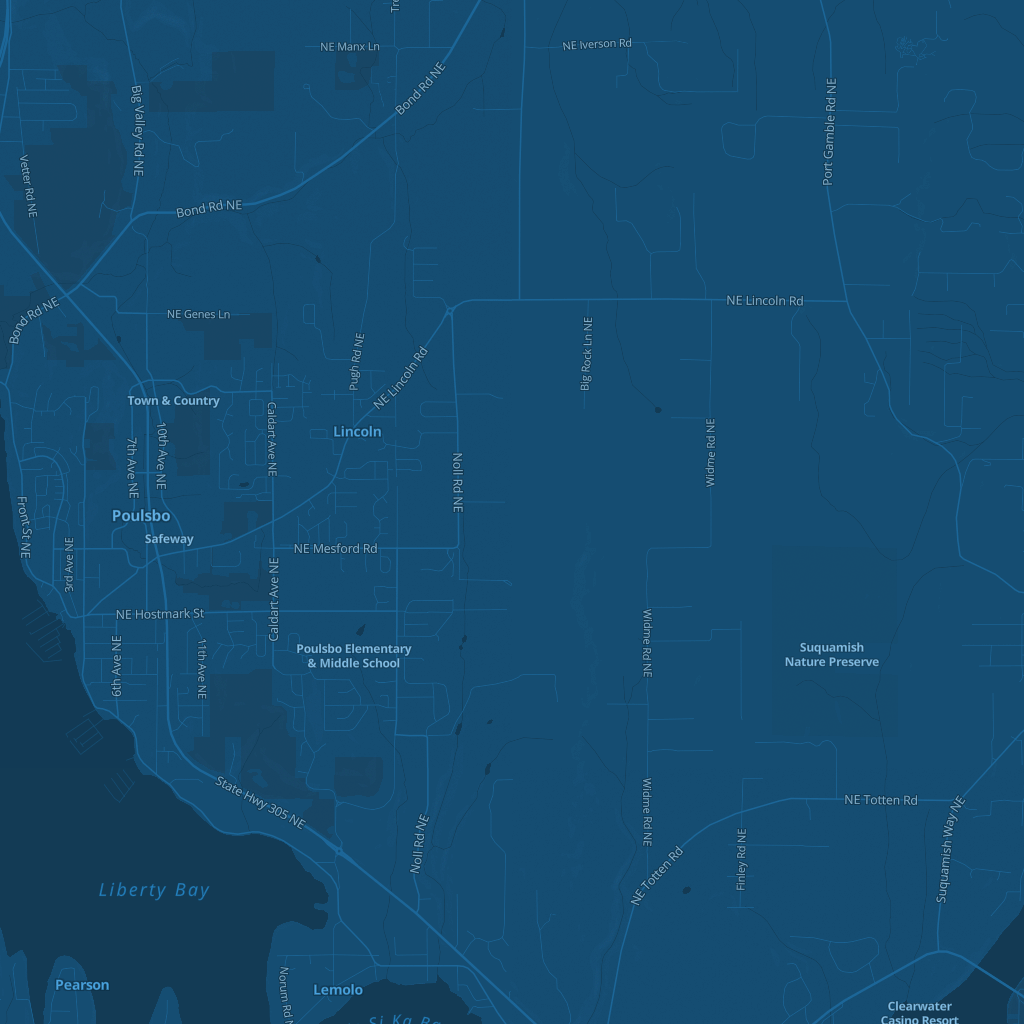 Tre
NE Manx Ln
NE Iverson Rd
Bond Rd NE
Big Valley Rd NE
Port Gamble Rd NE
Vetter Rd NE
Bond Rd NE
Bond Rd NE
NE Genes Ln
NE Lincoln Rd
Pugh Rd NE
NE Lincoln Rd
Big Rock Ln NE
Town & Country
Caldart Ave NE
Lincoln
7th Ave NE
10th Ave NE
Noll Rd NE
Widme Rd NE
Poulsbo
Front St NE
Safeway
3rd Ave NE
NE Mesford Rd
Caldart Ave NE
NE Hostmark St
6th Ave NE
11th Ave NE
Poulsbo Elementary
& Middle School
Widme Rd NE
Suquamish
Nature Preserve
State Hwy 305 NE
Widme Rd NE
NE Totten Rd
Noll Rd NE
NE Totten Rd
Finley Rd NE
Suquamish Way NE
Liberty Bay
Pearson
Norum Rd N
Lemolo
Si Ka Ba
Clearwater
Casino Resort